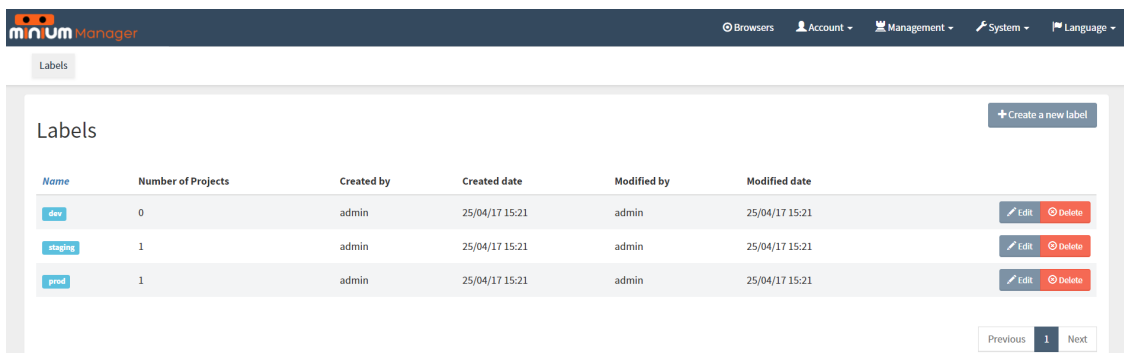 minium Manager Browsers Account Management System Language
Labels
Create a new label
Labels
Name Number of Projects Created by Created date Modified by Modified date
dev 0 admin 25/04/17 15:21 admin 25/04/17 15:21 Edit Delete
staging 1 admin 25/04/17 15:21 admin 25/04/17 15:21 Edit Delete
prod 1 admin 25/04/17 15:21 admin 25/04/17 15:21 Edit Delete
Previous 1 Next